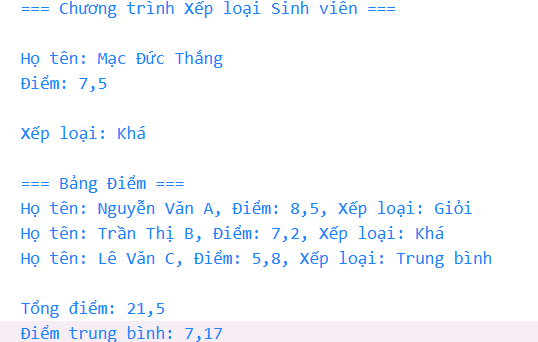 === Chương trình Xếp loại Sinh viên ===
Họ tên: Mạc Đức Thắng
Điểm: 7,5
Xếp loại: Khá
=== Bảng Điểm ===
Họ tên: Nguyễn Văn A, Điểm: 8,5, Xếp loại: Giỏi
Họ tên: Trần Thị B, Điểm: 7,2, Xếp loại: Khá
Họ tên: Lê Văn C, Điểm: 5,8, Xếp loại: Trung bình
Tổng điểm: 21,5
Điểm trung bình: 7,17